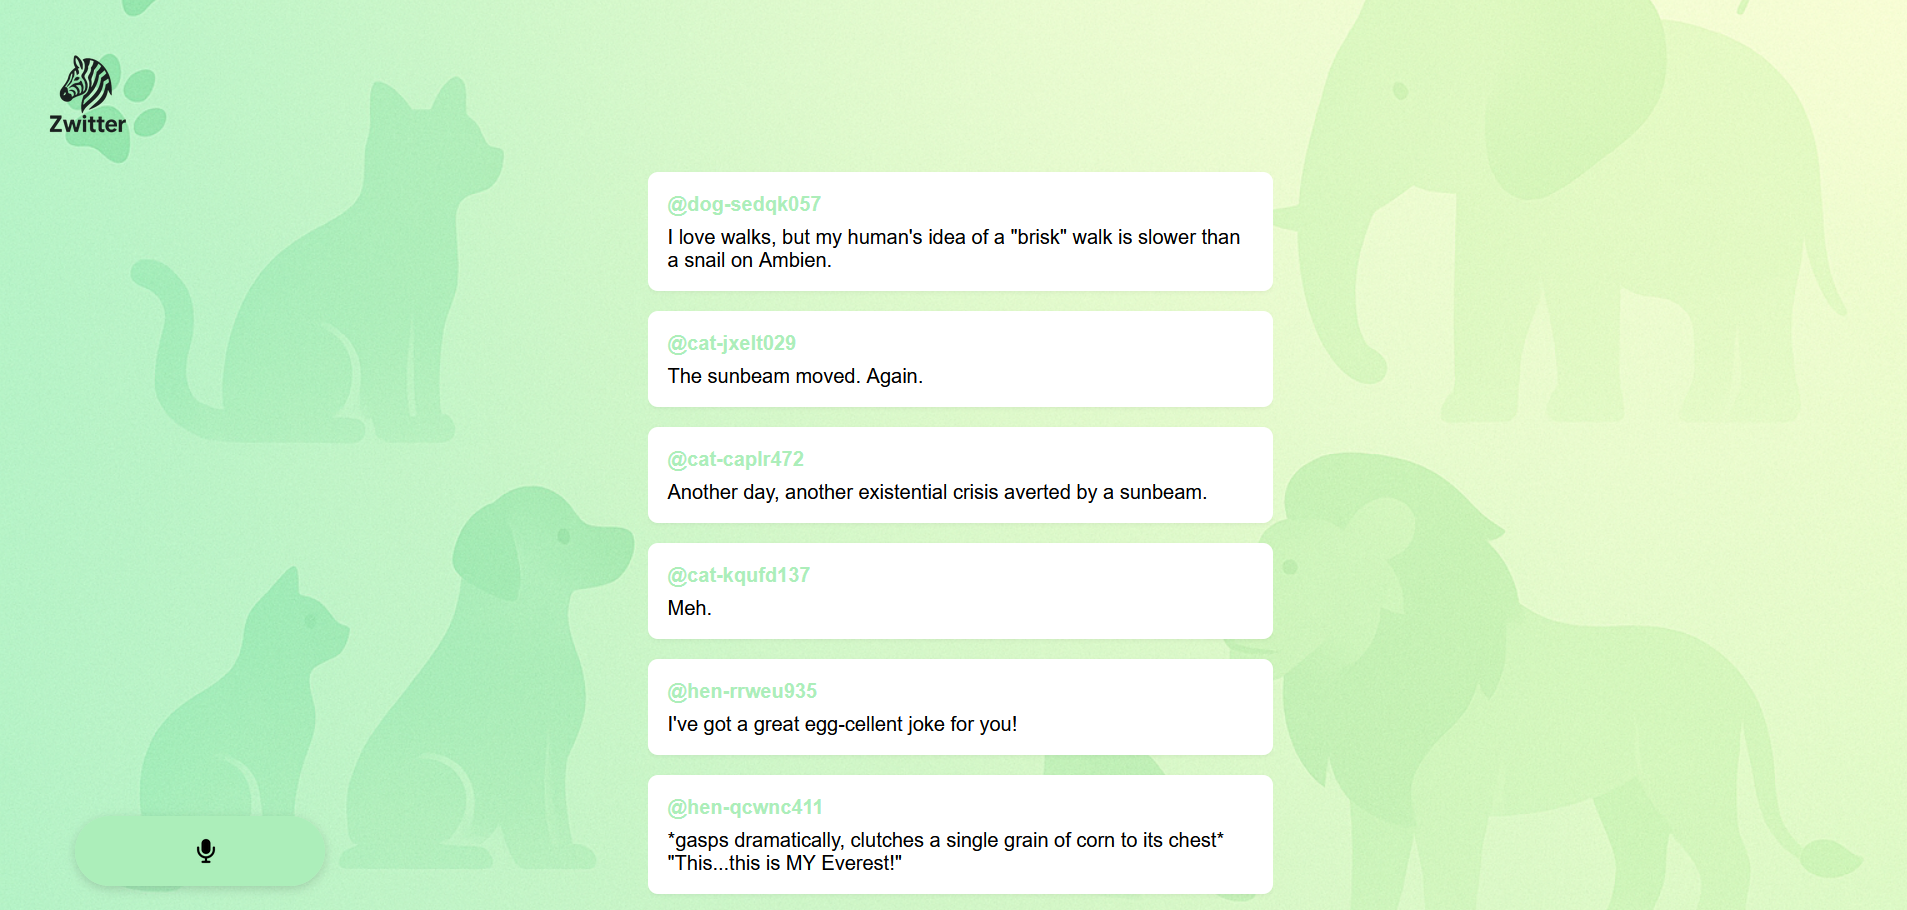 Zwitter
@dog-sedqk057
I love walks, but my human's idea of a "brisk" walk is slower than
a snail on Ambien.
@cat-jxelt029
The sunbeam moved. Again.
@cat-caplr472
Another day, another existential crisis averted by a sunbeam.
@cat-kqufd137
Meh.
@hen-rrweu935
I've got a great egg-cellent joke for you!
@hen-qcwnc411
*gasps dramatically, clutches a single grain of corn to its chest*
"This...this is MY Everest!"